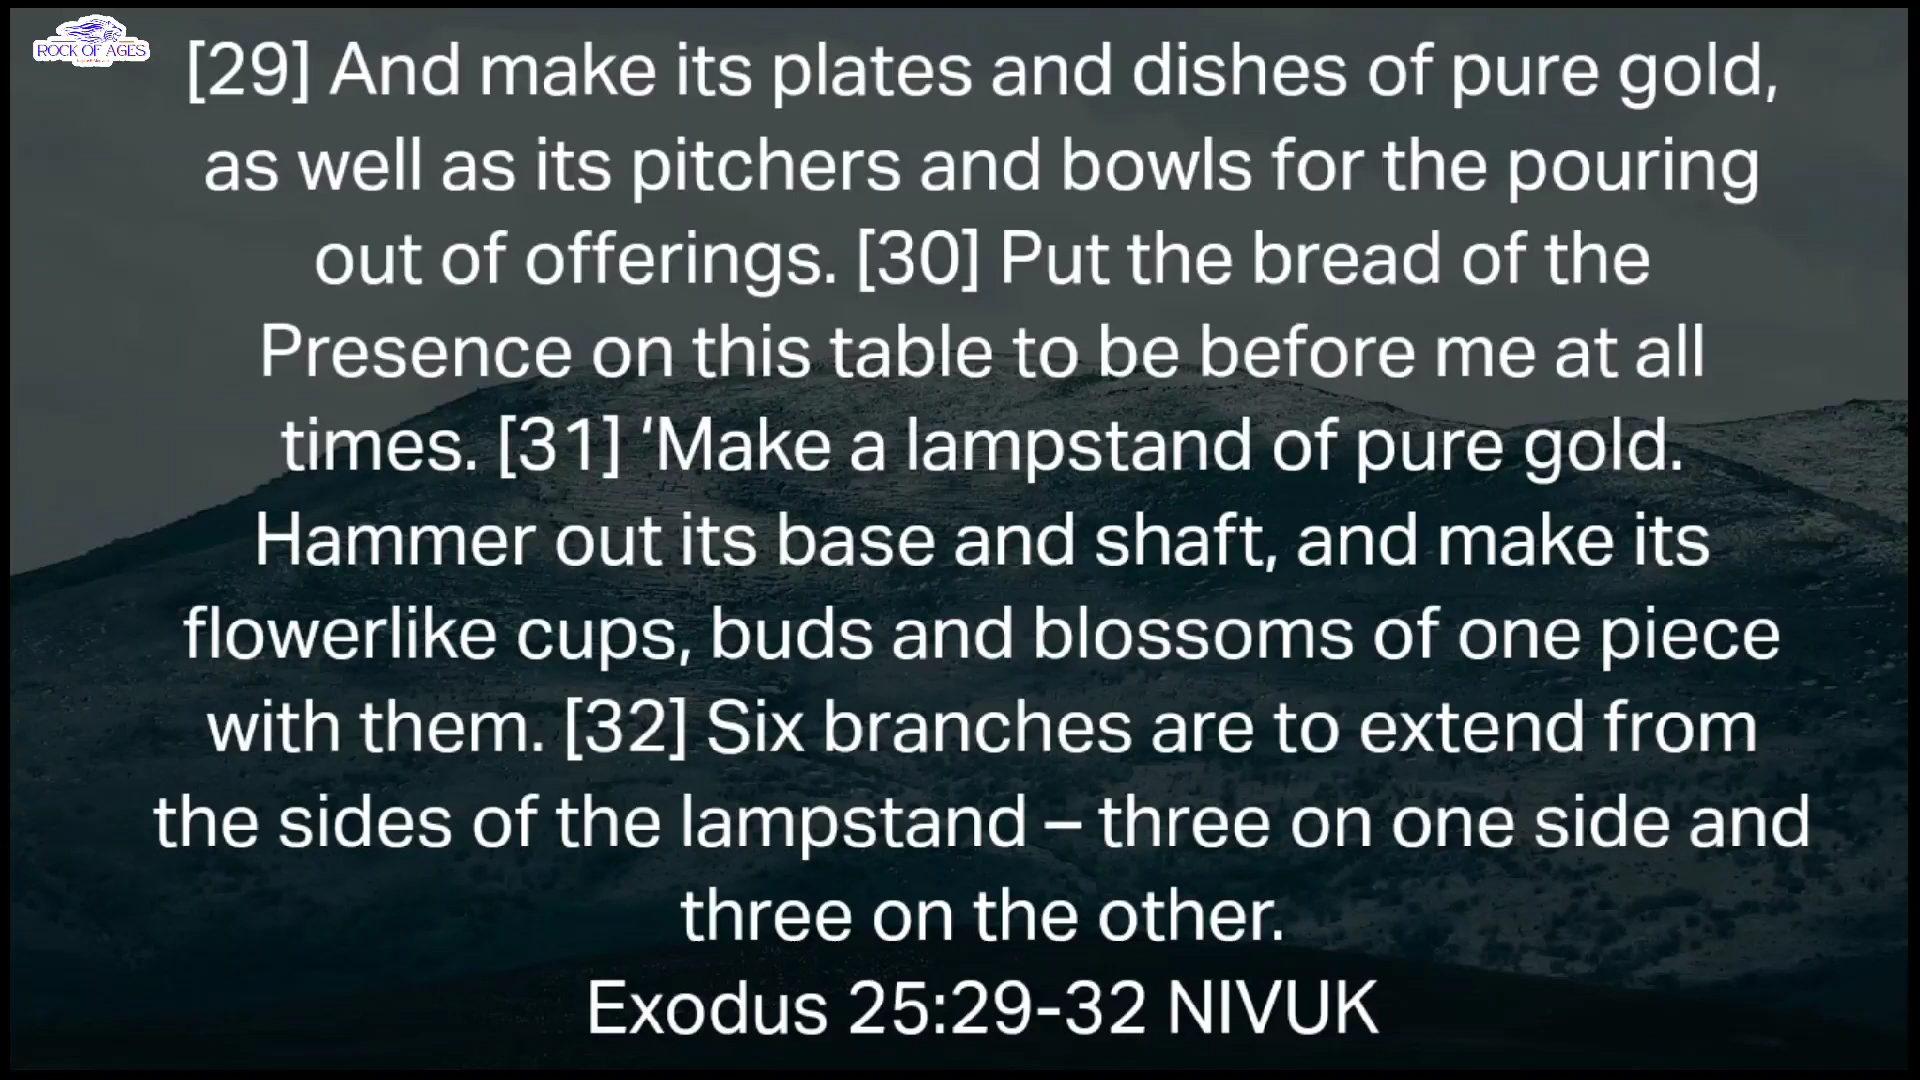 ROCK OF AGES
[29] And make its plates and dishes of pure gold,
as well as its pitchers and bowls for the pouring
out of offerings. [30] Put the bread of the
Presence on this table to be before me at all
times. [31] ‘Make a lampstand of pure gold.
Hammer out its base and shaft, and make its
flowerlike cups, buds and blossoms of one piece
with them. [32] Six branches are to extend from
the sides of the lampstand – three on one side and
three on the other.
Exodus 25:29-32 NIVUK